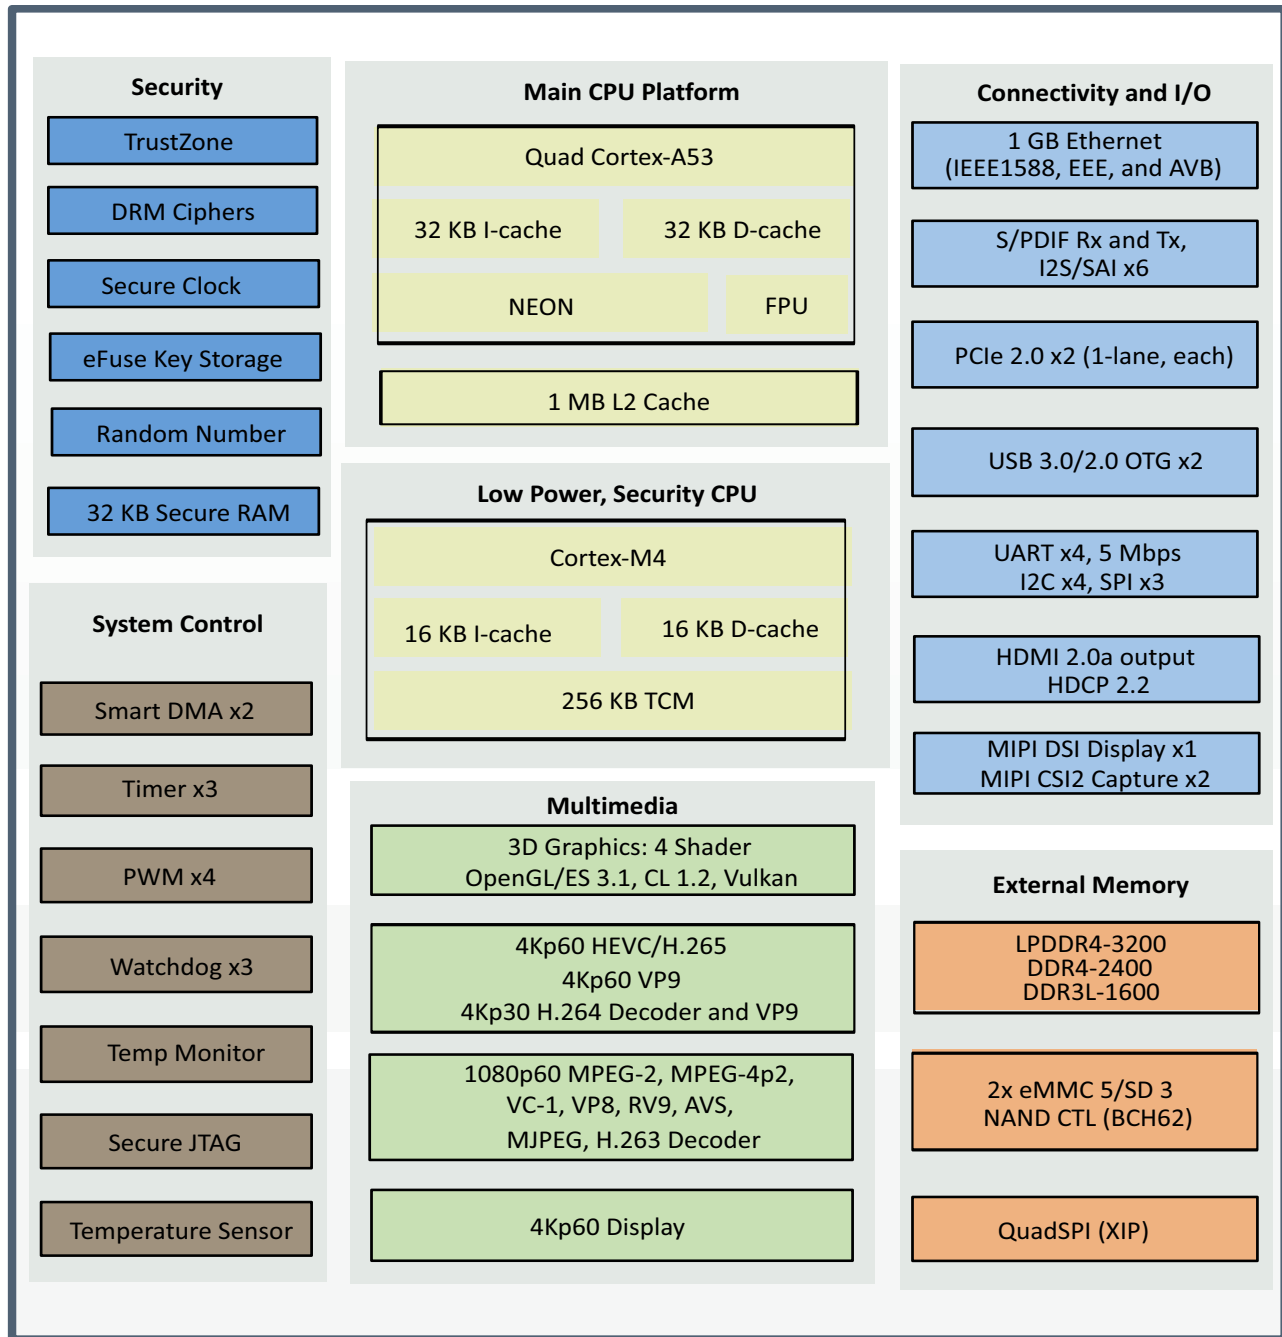 Security
TrustZone
DRM Ciphers
Secure Clock
eFuse Key Storage
Random Number
32 KB Secure RAM
System Control
Smart DMA x2
Timer x3
PWM x4
Watchdog x3
Temp Monitor
Secure JTAG
Temperature Sensor
Main CPU Platform
Quad Cortex-A53
32 KB I-cache
32 KB D-cache
NEON
FPU
1 MB L2 Cache
Low Power, Security CPU
Cortex-M4
16 KB I-cache
16 KB D-cache
256 KB TCM
Multimedia
3D Graphics: 4 Shader
OpenGL/ES 3.1, CL 1.2, Vulkan
4Kp60 HEVC/H.265
4Kp60 VP9
4Kp30 H.264 Decoder and VP9
1080p60 MPEG-2, MPEG-4p2,
VC-1, VP8, RV9, AVS,
MJPEG, H.263 Decoder
4Kp60 Display
Connectivity and I/O
1 GB Ethernet
(IEEE1588, EEE, and AVB)
S/PDIF Rx and Tx,
I2S/SAI x6
PCIe 2.0 x2 (1-lane, each)
USB 3.0/2.0 OTG x2
UART x4, 5 Mbps
I2C x4, SPI x3
HDMI 2.0a output
HDCP 2.2
MIPI DSI Display x1
MIPI CSI2 Capture x2
External Memory
LPDDR4-3200
DDR4-2400
DDR3L-1600
2x eMMC 5/SD 3
NAND CTL (BCH62)
QuadSPI (XIP)